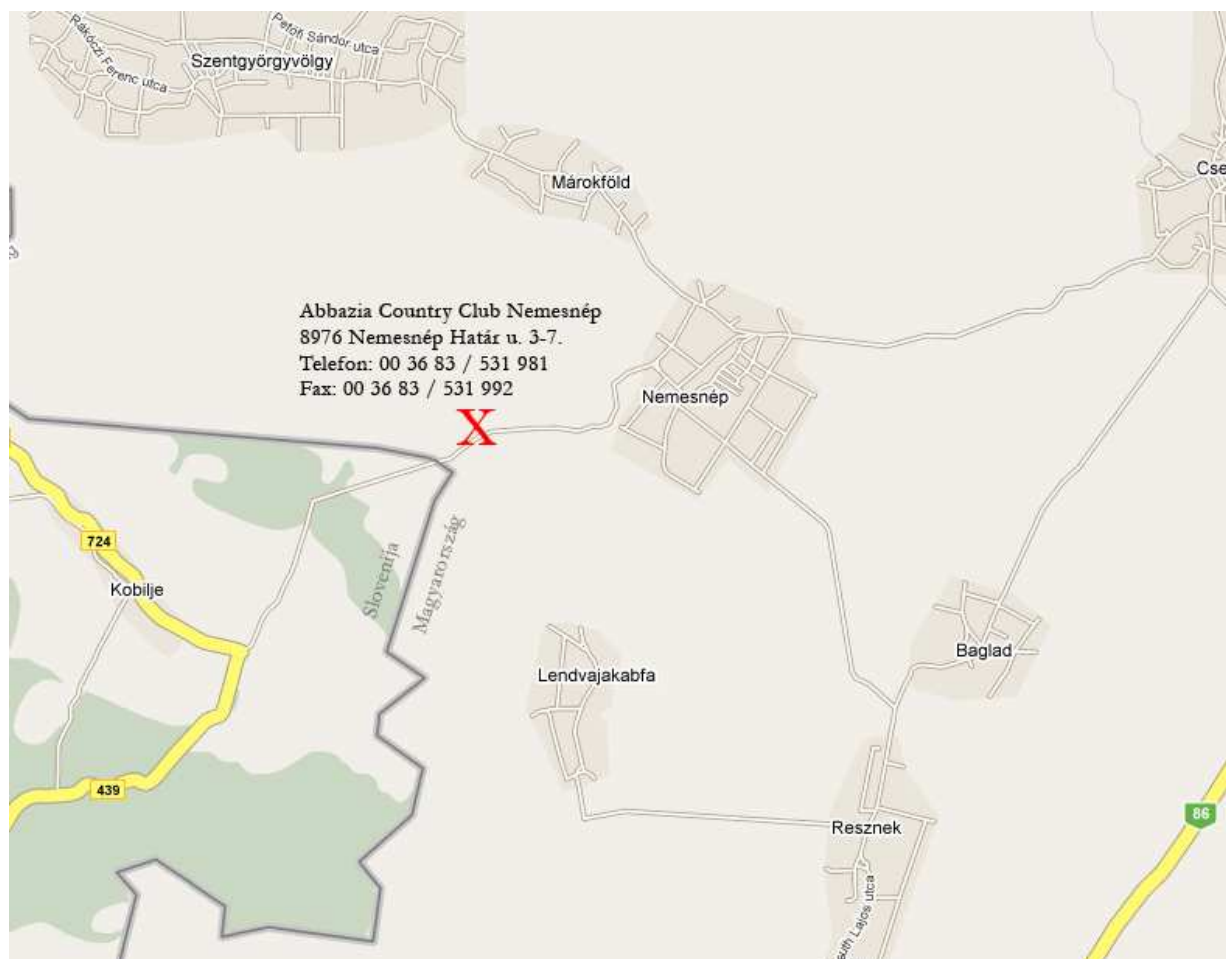 Petőfi Sándor utca
Rákóczi Ferenc utca
Szentgyörgyvölgy
Márokföld
Cse
Abbazia Country Club Nemesnép
8976 Nemesnép Határ u. 3-7.
Telefon: 00 36 83 / 531 981
Fax: 00 36 83 / 531 992
X
Nemesnép
724
Slovenija
Magyarország
Kobilje
Baglad
Lendvajakabfa
439
86
Resznek
suth Lajos utca